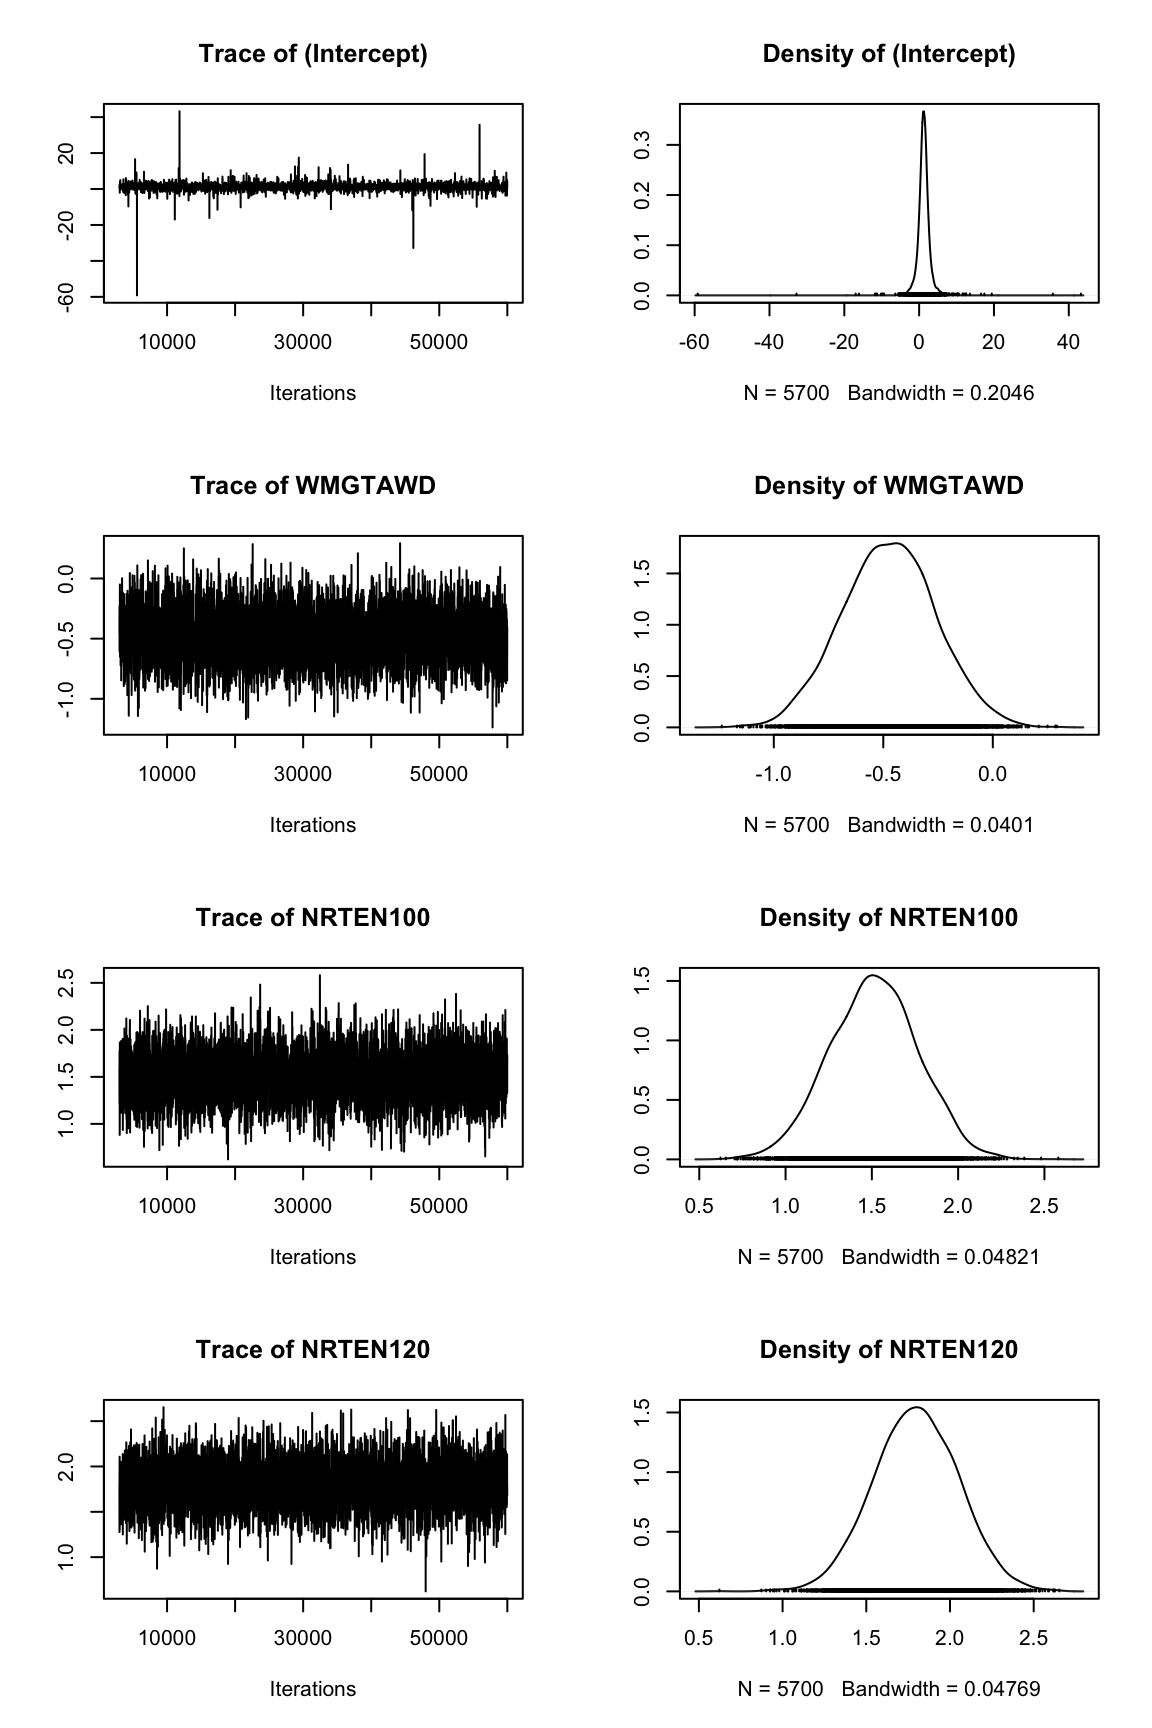 Trace of (Intercept)
Density of (Intercept)
20
-20
-60
10000 30000 50000
Iterations
0.3
0.2
0.1
0.0
-60 -40 -20 0 20 40
N = 5700 Bandwidth = 0.2046
Trace of WMGTAWD
Density of WMGTAWD
0.0
-0.5
-1.0
10000 30000 50000
Iterations
1.5
1.0
0.5
0.0
-1.0 -0.5 0.0
N = 5700 Bandwidth = 0.0401
Trace of NRTEN100
Density of NRTEN100
2.5
2.0
1.5
1.0
10000 30000 50000
Iterations
1.5
1.0
0.5
0.0
0.5 1.0 1.5 2.0 2.5
N = 5700 Bandwidth = 0.04821
Trace of NRTEN120
Density of NRTEN120
2.0
1.0
10000 30000 50000
Iterations
1.5
1.0
0.5
0.0
0.5 1.0 1.5 2.0 2.5
N = 5700 Bandwidth = 0.04769